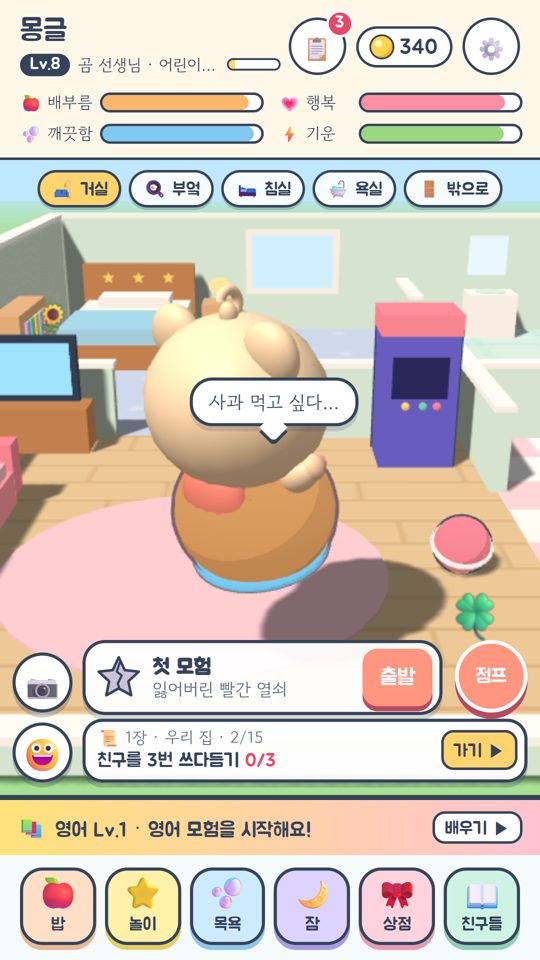 몽글
3
340
Lv.8 곰 선생님 · 어린이...
배부름
행복
깨끗함
기운
거실
부엌
침실
욕실
밖으로
사과 먹고 싶다...
첫 모험
잃어버린 빨간 열쇠
출발
점프
1장 · 우리 집 · 2/15
친구를 3번 쓰다듬기 0/3
가기 ▶
영어 Lv.1 · 영어 모험을 시작해요!
배우기 ▶
밥
놀이
목욕
잠
상점
친구들